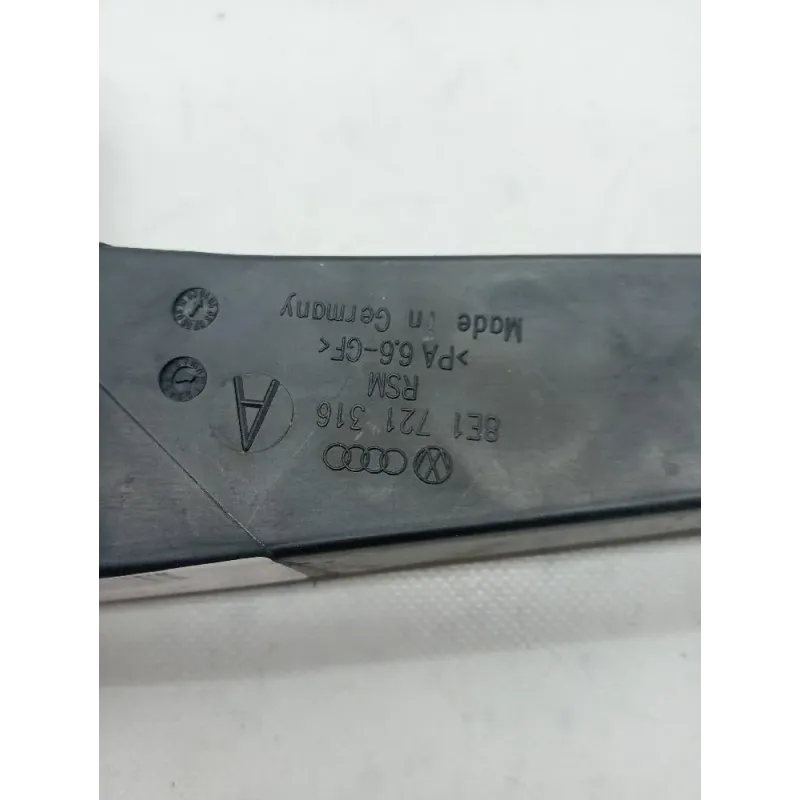 8E1 721 316
A
RSM
>PA 6.6-GF<
Made in Germany